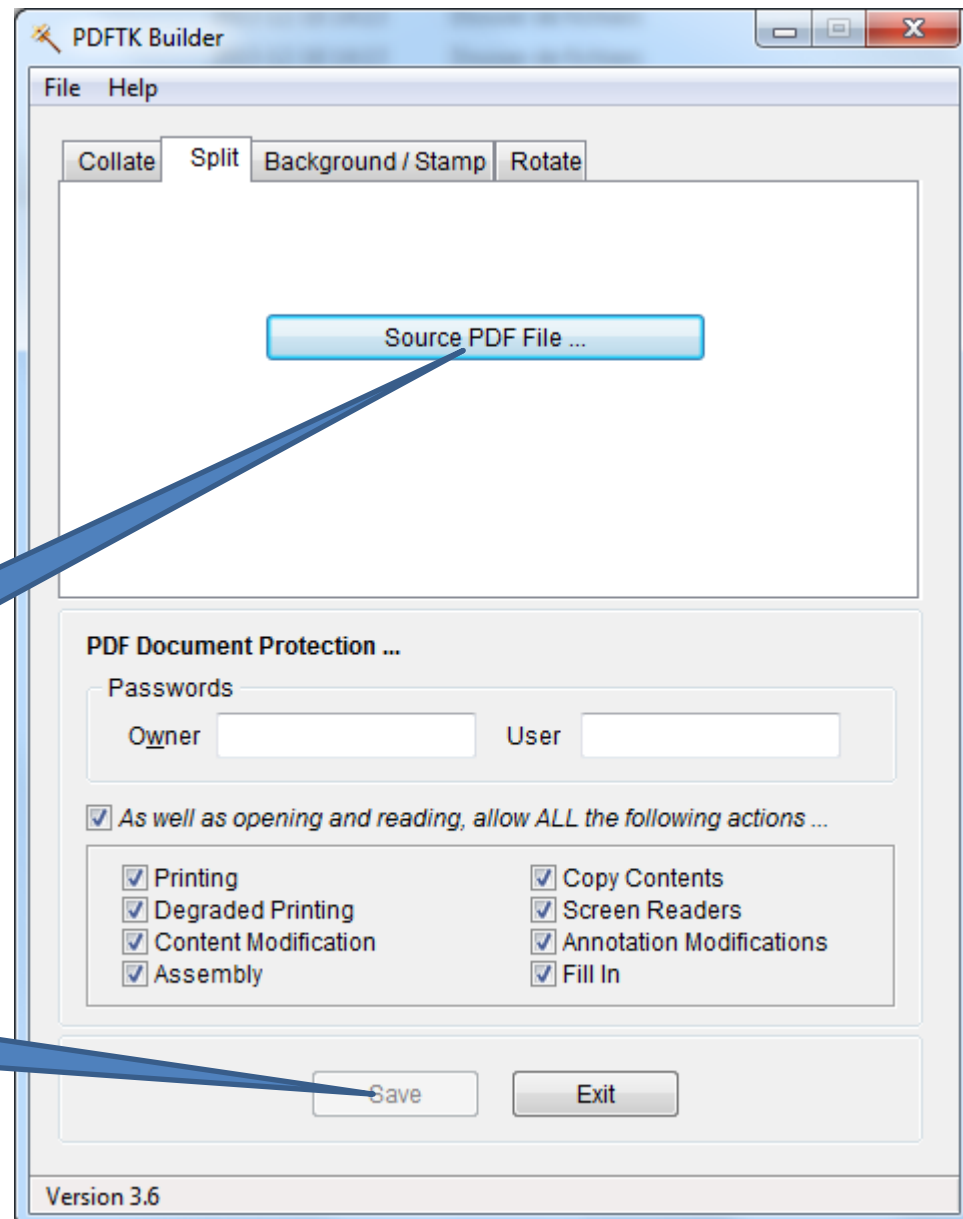 PDFTK Builder
File Help
Collate Split Background / Stamp Rotate
Source PDF File ...
PDF Document Protection ...
Passwords
Owner User
As well as opening and reading, allow ALL the following actions ...
Printing Copy Contents
Degraded Printing Screen Readers
Content Modification Annotation Modifications
Assembly Fill In
Save Exit
Version 3.6